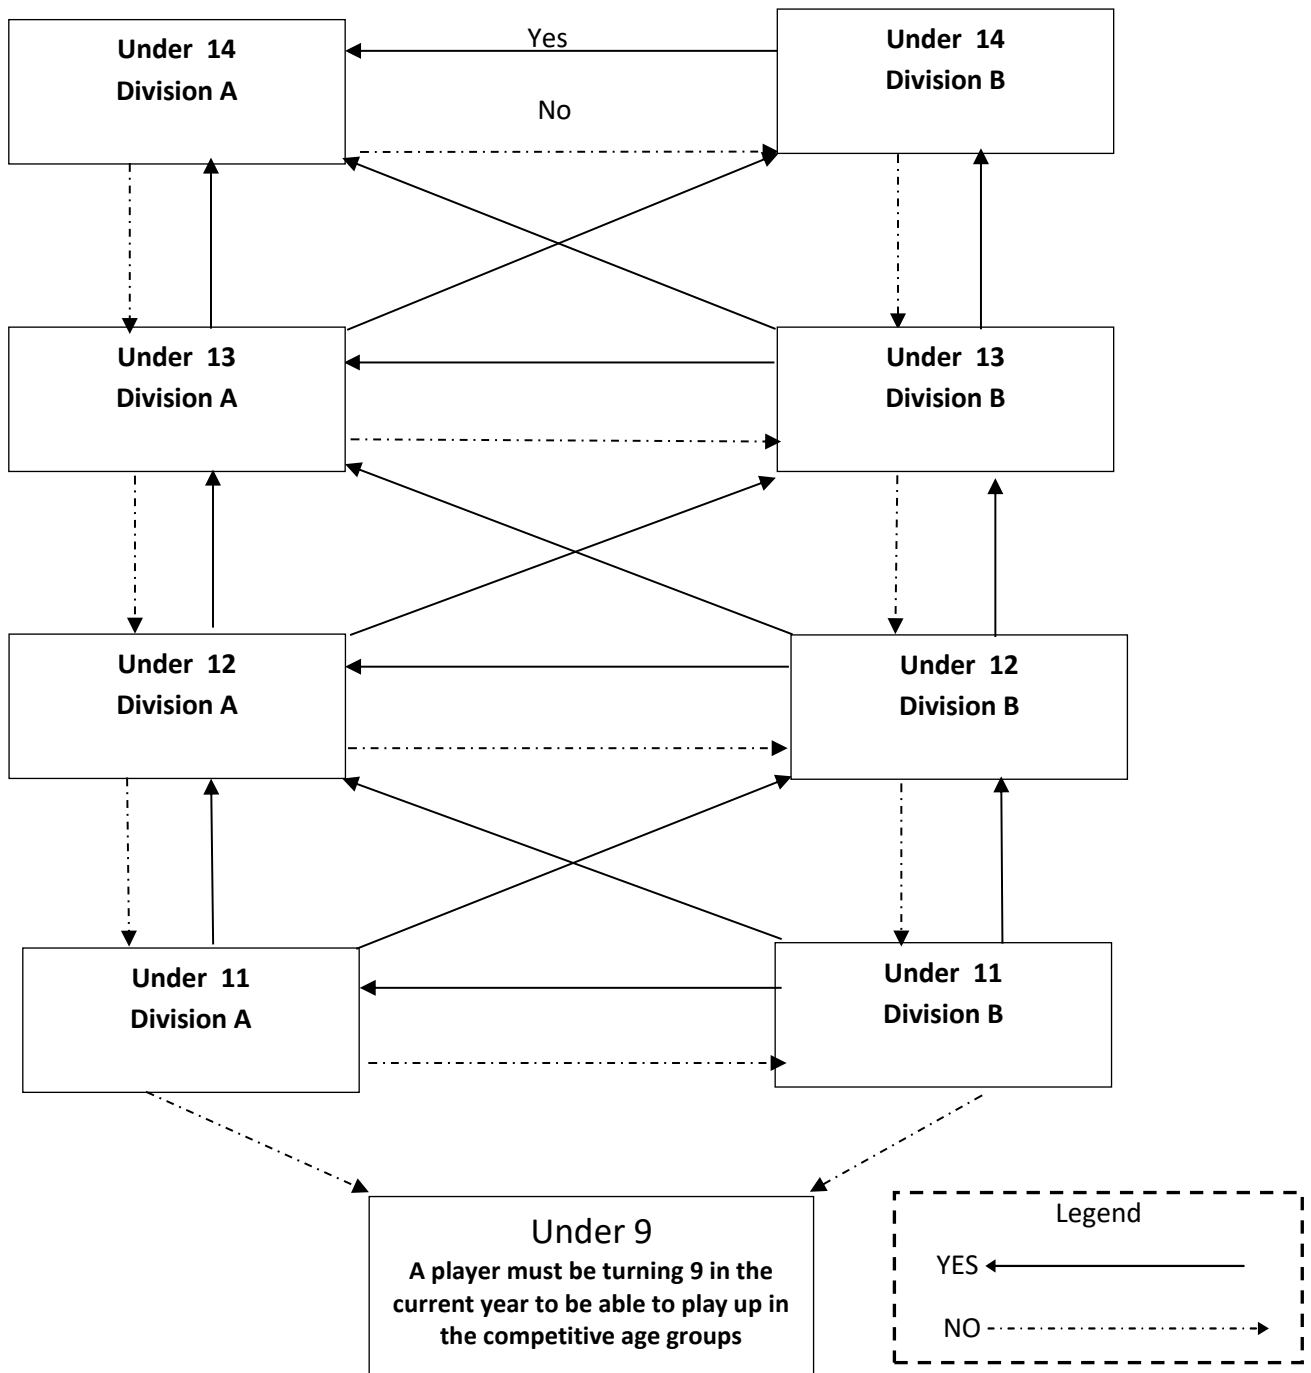 Under 14
Division A
Yes
No
Under 14
Division B
Under 13
Division A
Under 13
Division B
Under 12
Division A
Under 12
Division B
Under 11
Division A
Under 11
Division B
Under 9
A player must be turning 9 in the
current year to be able to play up in
the competitive age groups
Legend
YES
NO